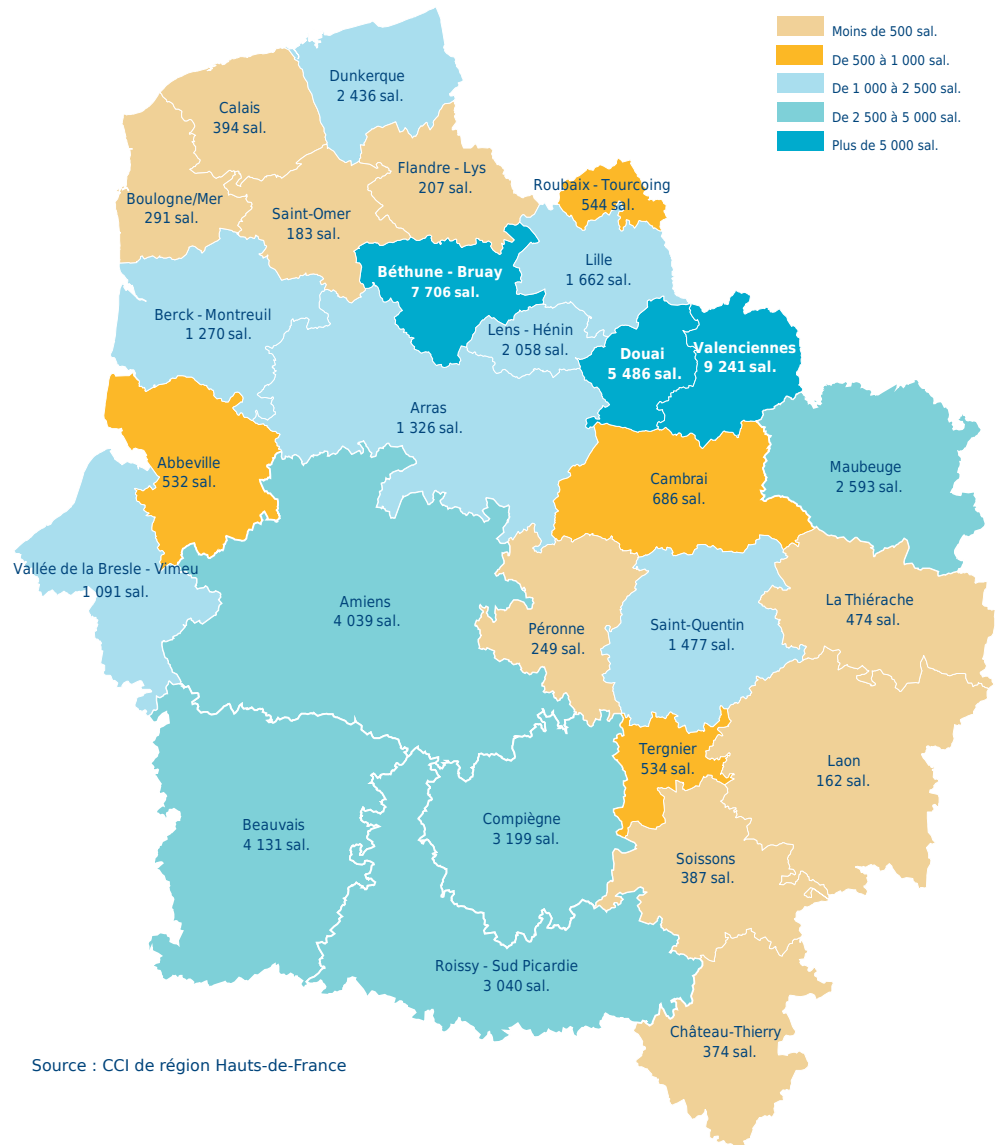 Moins de 500 sal.
De 500 à 1 000 sal.
De 1 000 à 2 500 sal.
De 2 500 à 5 000 sal.
Plus de 5 000 sal.
Dunkerque
2 436 sal.
Calais
394 sal.
Flandre - Lys
207 sal.
Roubaix - Tourcoing
544 sal.
Boulogne/Mer
291 sal.
Saint-Omer
183 sal.
Lille
1 662 sal.
Béthune - Bruay
7 706 sal.
Berck - Montreuil
1 270 sal.
Lens - Hénin
2 058 sal.
Douai
5 486 sal.
Valenciennes
9 241 sal.
Arras
1 326 sal.
Abbeville
532 sal.
Cambrai
686 sal.
Maubeuge
2 593 sal.
Vallée de la Bresle - Vimeu
1 091 sal.
Amiens
4 039 sal.
La Thiérache
474 sal.
Péronne
249 sal.
Saint-Quentin
1 477 sal.
Tergnier
534 sal.
Laon
162 sal.
Beauvais
4 131 sal.
Compiègne
3 199 sal.
Soissons
387 sal.
Roissy - Sud Picardie
3 040 sal.
Château-Thierry
374 sal.
Source : CCI de région Hauts-de-France